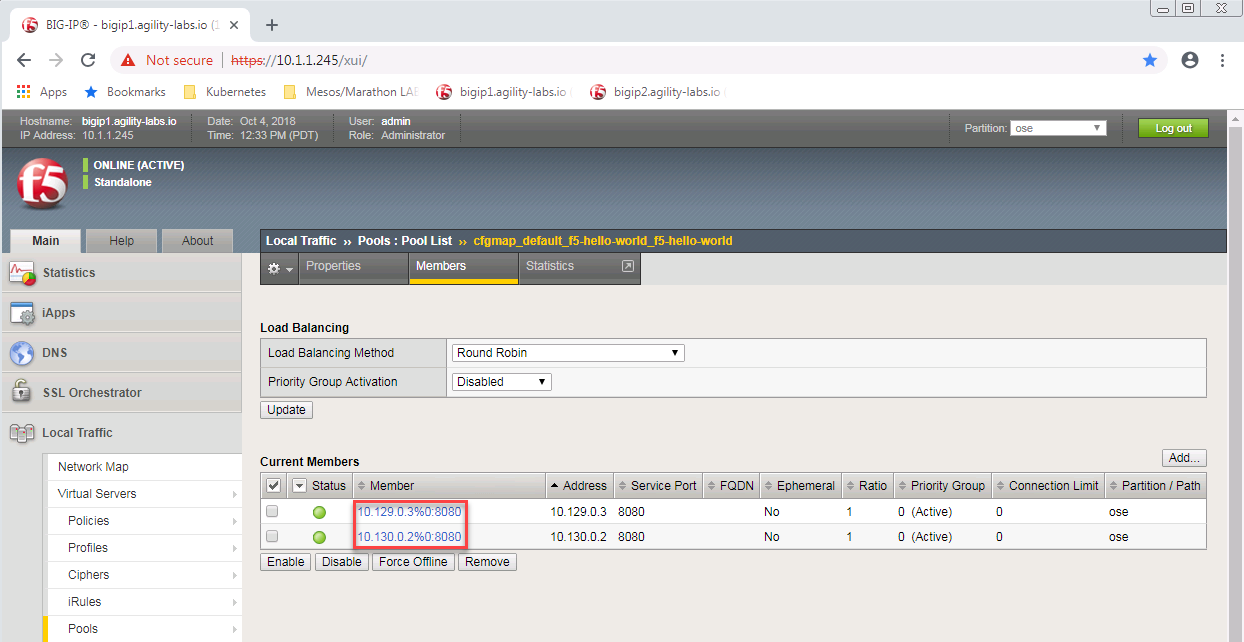 BIG-IP® - bigip1.agility-labs.io (1
Not secure | https://10.1.1.245/xui/
Apps Bookmarks Kubernetes Mesos/Marathon LAB bigip1.agility-labs.io bigip2.agility-labs.io
Hostname: bigip1.agility-labs.io Date: Oct 4, 2018 User: admin
IP Address: 10.1.1.245 Time: 12:33 PM (PDT) Role: Administrator
Partition: ose Log out
f5
ONLINE (ACTIVE)
Standalone
Main Help About
Local Traffic ›› Pools : Pool List ›› cfgmap_default_f5-hello-world_f5-hello-world
Properties Members Statistics
Statistics
iApps
DNS
SSL Orchestrator
Local Traffic
Network Map
Virtual Servers
Policies
Profiles
Ciphers
iRules
Pools
Load Balancing
Load Balancing Method Round Robin
Priority Group Activation Disabled
Update
Current Members Add...
Status Member Address Service Port FQDN Ephemeral Ratio Priority Group Connection Limit Partition / Path
10.129.0.3%0:8080 10.129.0.3 8080 No 1 0 (Active) 0 ose
10.130.0.2%0:8080 10.130.0.2 8080 No 1 0 (Active) 0 ose
Enable Disable Force Offline Remove